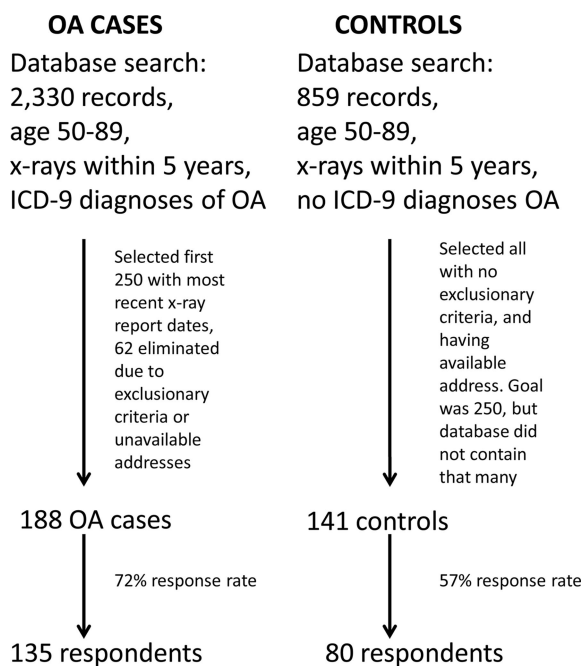 OA CASES
Database search:
2,330 records,
age 50-89,
x-rays within 5 years,
ICD-9 diagnoses of OA
Selected first
250 with most
recent x-ray
report dates,
62 eliminated
due to
exclusionary
criteria or
unavailable
addresses
188 OA cases
72% response rate
135 respondents
CONTROLS
Database search:
859 records,
age 50-89,
x-rays within 5 years,
no ICD-9 diagnoses OA
Selected all
with no
exclusionary
criteria, and
having
available
address. Goal
was 250, but
database did
not contain
that many
141 controls
57% response rate
80 respondents